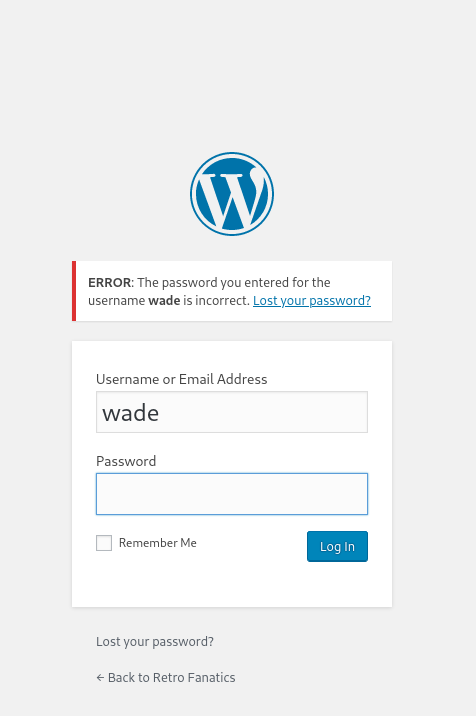 ERROR: The password you entered for the
username wade is incorrect. Lost your password?
Username or Email Address
wade
Password
Remember Me
Log In
Lost your password?
← Back to Retro Fanatics